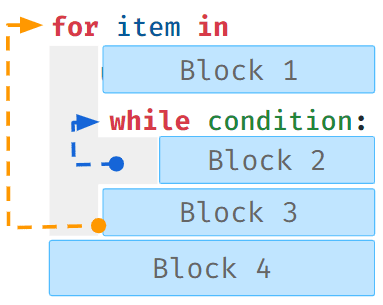 for item in
Block 1
while condition:
Block 2
Block 3
Block 4